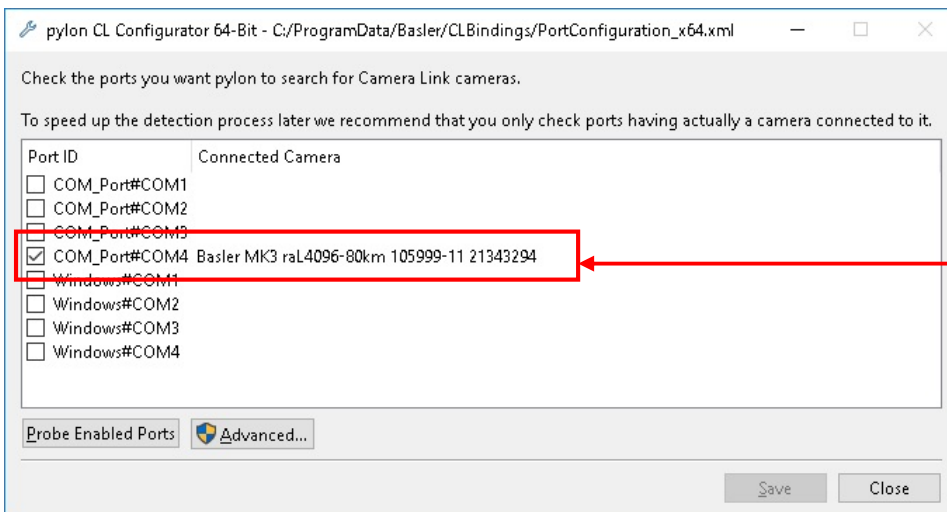 pylon CL Configurator 64-Bit - C:/ProgramData/Basler/CLBindings/PortConfiguration_x64.xml
Check the ports you want pylon to search for Camera Link cameras.
To speed up the detection process later we recommend that you only check ports having actually a camera connected to it.
Port ID Connected Camera
COM_Port#COM1
COM_Port#COM2
COM_Port#COM3
COM_Port#COM4 Basler MK3 raL4096-80km 105999-11 21343294
Windows#COM1
Windows#COM2
Windows#COM3
Windows#COM4
Probe Enabled Ports Advanced...
Save Close